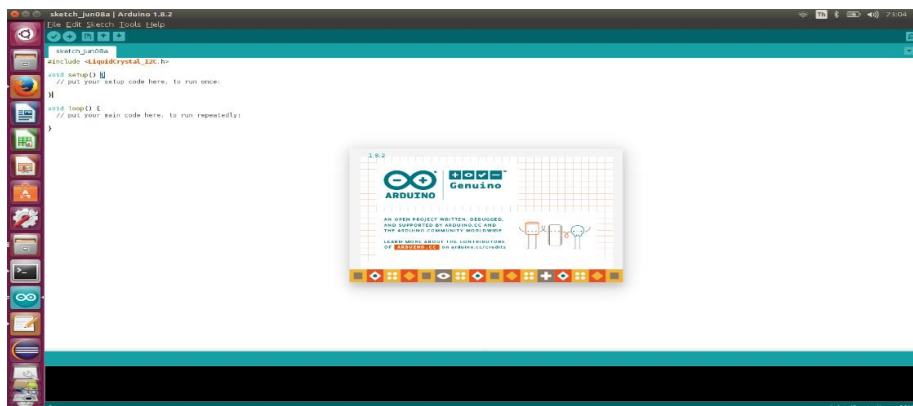 sketch_jun08a | Arduino 1.8.2
TH 23:04
File Edit Sketch Tools Help
sketch_jun08a
#include <LiquidCrystal_I2C.h>
void setup() {
// put your setup code here, to run once:
}
void loop() {
// put your main code here, to run repeatedly:
}
1.8.2
ARDUINO
Genuino
AN OPEN PROJECT WRITTEN, DEBUGGED,
AND SUPPORTED BY ARDUINO.CC AND
THE ARDUINO COMMUNITY WORLDWIDE
LEARN MORE ABOUT THE CONTRIBUTORS
OF ARDUINO.CC on arduino.cc/credits